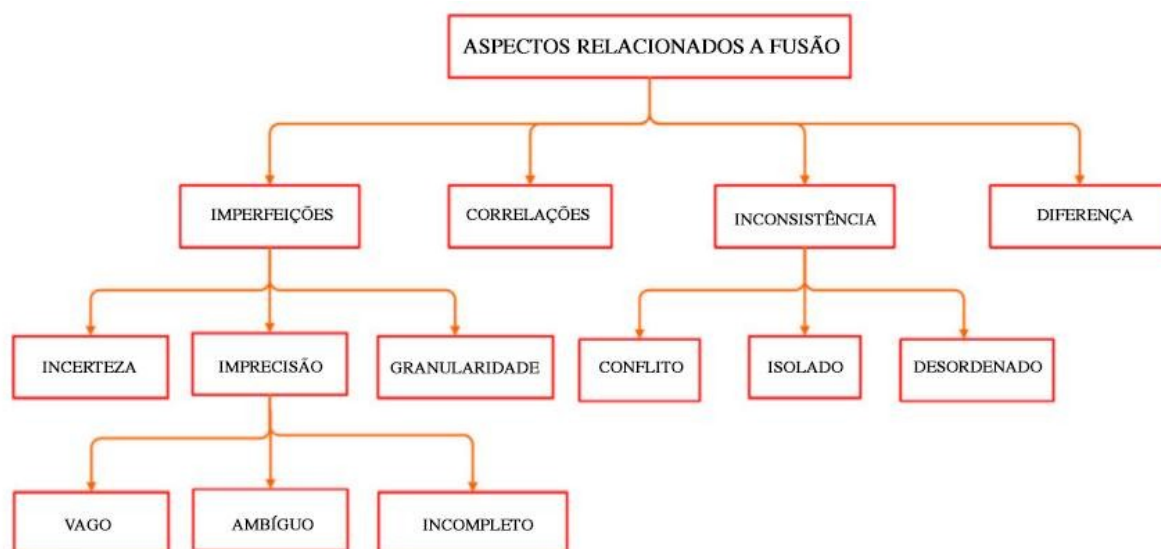 ASPECTOS RELACIONADOS A FUSÃO
IMPERFEIÇÕES
CORRELAÇÕES
INCONSISTÊNCIA
DIFERENÇA
INCERTEZA
IMPRECISÃO
GRANULARIDADE
CONFLITO
ISOLADO
DESORDENADO
VAGO
AMBÍGUO
INCOMPLETO